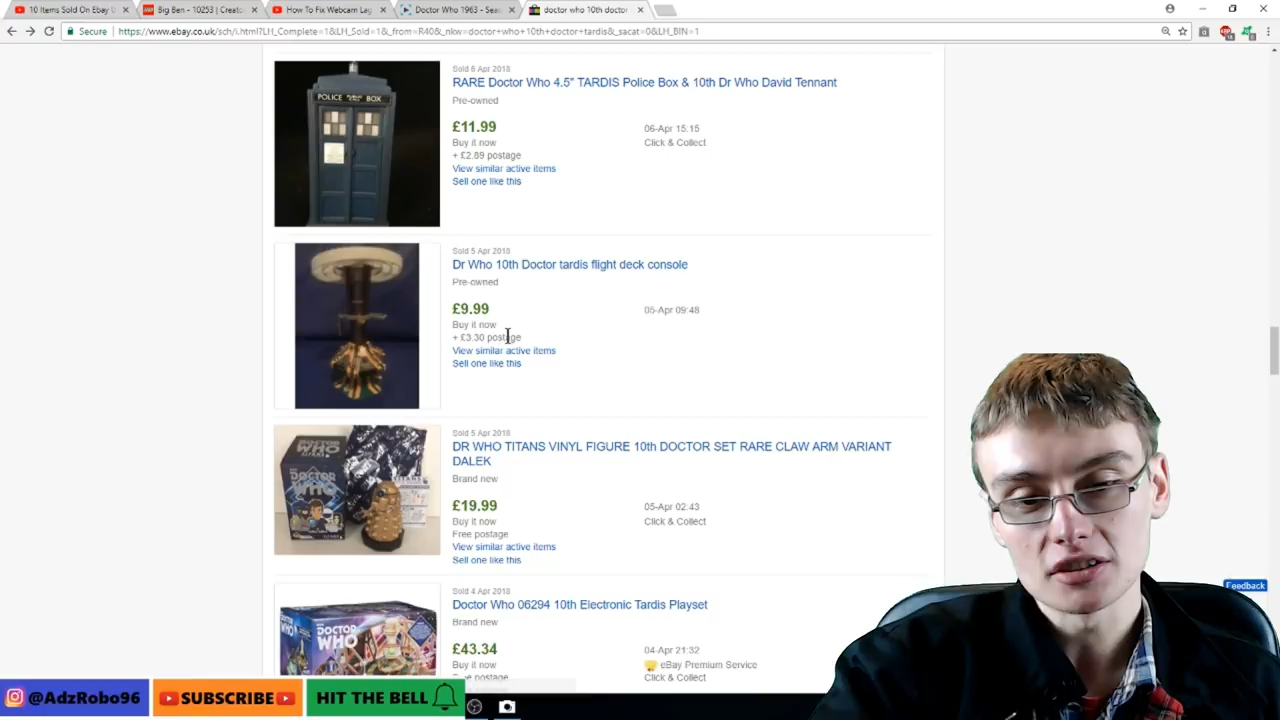 10 Items Sold On Ebay
BIG Ben - 10253 | Creato
How To Fix Webcam Lag
Doctor Who 1963 - Seas
doctor who 10th doctor
Secure
https://www.ebay.co.uk/sch/i.html?LH_Complete=1&LH_Sold=1&_from=R40&_nkw=doctor+who+10th+doctor+tardis&_sacat=0&LH_BIN=1
Sold 6 Apr 2018
RARE Doctor Who 4.5" TARDIS Police Box & 10th Dr Who David Tennant
Pre-owned
£11.99
06-Apr 15:15
Buy it now
Click & Collect
+ £2.89 postage
View similar active items
Sell one like this
POLICE BOX
Sold 5 Apr 2018
Dr Who 10th Doctor tardis flight deck console
Pre-owned
£9.99
05-Apr 09:48
Buy it now
+ £3.30 postage
View similar active items
Sell one like this
Sold 5 Apr 2018
DR WHO TITANS VINYL FIGURE 10th DOCTOR SET RARE CLAW ARM VARIANT
DALEK
Brand new
£19.99
05-Apr 02:43
Buy it now
Click & Collect
Free postage
View similar active items
Sell one like this
DOCTOR WHO
TITANS
Sold 4 Apr 2018
Doctor Who 06294 10th Electronic Tardis Playset
Brand new
£43.34
04-Apr 21:32
Buy it now
eBay Premium Service
postage
Click & Collect
DOCTOR
WHO
Feedback
@AdzRobo96
SUBSCRIBE
HIT THE BELL